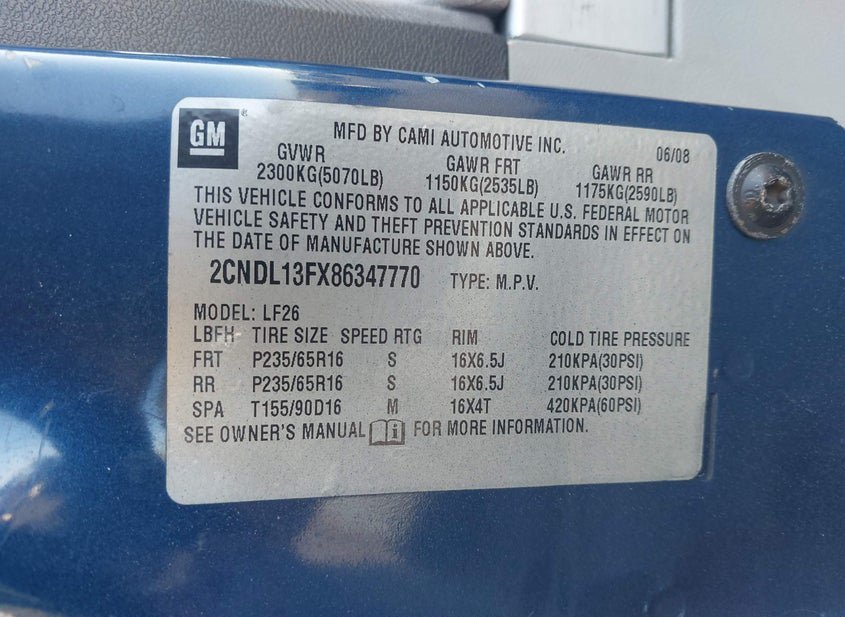 GM ®
MFD BY CAMI AUTOMOTIVE INC. 06/08
GVWR GAWR FRT GAWR RR
2300KG(5070LB) 1150KG(2535LB) 1175KG(2590LB)
THIS VEHICLE CONFORMS TO ALL APPLICABLE U.S. FEDERAL MOTOR
VEHICLE SAFETY AND THEFT PREVENTION STANDARDS IN EFFECT ON
THE DATE OF MANUFACTURE SHOWN ABOVE.
2CNDL13FX86347770 TYPE: M.P.V.
MODEL: LF26
LBFH TIRE SIZE SPEED RTG RIM COLD TIRE PRESSURE
FRT P235/65R16 S 16X6.5J 210KPA(30PSI)
RR P235/65R16 S 16X6.5J 210KPA(30PSI)
SPA T155/90D16 M 16X4T 420KPA(60PSI)
SEE OWNER'S MANUAL i FOR MORE INFORMATION.